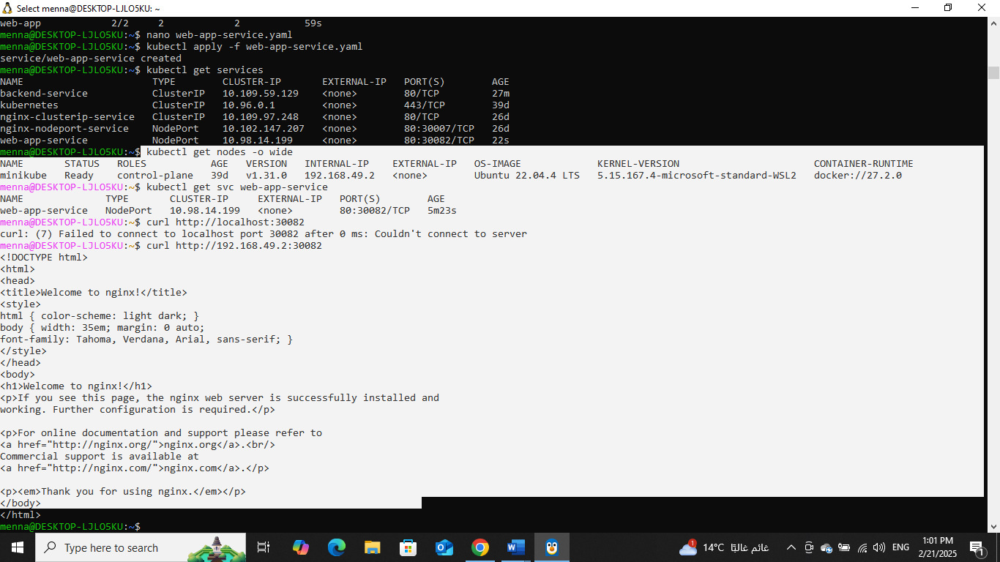 Select menna@DESKTOP-LJLO5KU: ~
web-app            2/2     2            2           59s
menna@DESKTOP-LJLO5KU:~$ nano web-app-service.yaml
menna@DESKTOP-LJLO5KU:~$ kubectl apply -f web-app-service.yaml
service/web-app-service created
menna@DESKTOP-LJLO5KU:~$ kubectl get services
NAME                      TYPE        CLUSTER-IP       EXTERNAL-IP   PORT(S)        AGE
backend-service           ClusterIP   10.109.59.129    <none>        80/TCP         27m
kubernetes                ClusterIP   10.96.0.1        <none>        443/TCP        39d
nginx-clusterip-service   ClusterIP   10.109.97.248    <none>        80/TCP         26d
nginx-nodeport-service    NodePort    10.102.147.207   <none>        80:30007/TCP   26d
web-app-service           NodePort    10.98.14.199     <none>        80:30082/TCP   22s
menna@DESKTOP-LJLO5KU:~$ kubectl get nodes -o wide
NAME       STATUS   ROLES           AGE   VERSION   INTERNAL-IP    EXTERNAL-IP   OS-IMAGE             KERNEL-VERSION                       CONTAINER-RUNTIME
minikube   Ready    control-plane   39d   v1.31.0   192.168.49.2   <none>        Ubuntu 22.04.4 LTS   5.15.167.4-microsoft-standard-WSL2   docker://27.2.0
menna@DESKTOP-LJLO5KU:~$ kubectl get svc web-app-service
NAME              TYPE       CLUSTER-IP     EXTERNAL-IP   PORT(S)        AGE
web-app-service   NodePort   10.98.14.199   <none>        80:30082/TCP   5m23s
menna@DESKTOP-LJLO5KU:~$ curl http://localhost:30082
curl: (7) Failed to connect to localhost port 30082 after 0 ms: Couldn't connect to server
menna@DESKTOP-LJLO5KU:~$ curl http://192.168.49.2:30082
<!DOCTYPE html>
<html>
<head>
<title>Welcome to nginx!</title>
<style>
html { color-scheme: light dark; }
body { width: 35em; margin: 0 auto;
font-family: Tahoma, Verdana, Arial, sans-serif; }
</style>
</head>
<body>
<h1>Welcome to nginx!</h1>
<p>If you see this page, the nginx web server is successfully installed and
working. Further configuration is required.</p>

<p>For online documentation and support please refer to
<a href="http://nginx.org/">nginx.org</a>.<br/>
Commercial support is available at
<a href="http://nginx.com/">nginx.com</a>.</p>

<p><em>Thank you for using nginx.</em></p>
</body>
</html>
menna@DESKTOP-LJLO5KU:~$
Type here to search
1
14°C غائم غالبًا
ENG
1:01 PM
2/21/2025
1